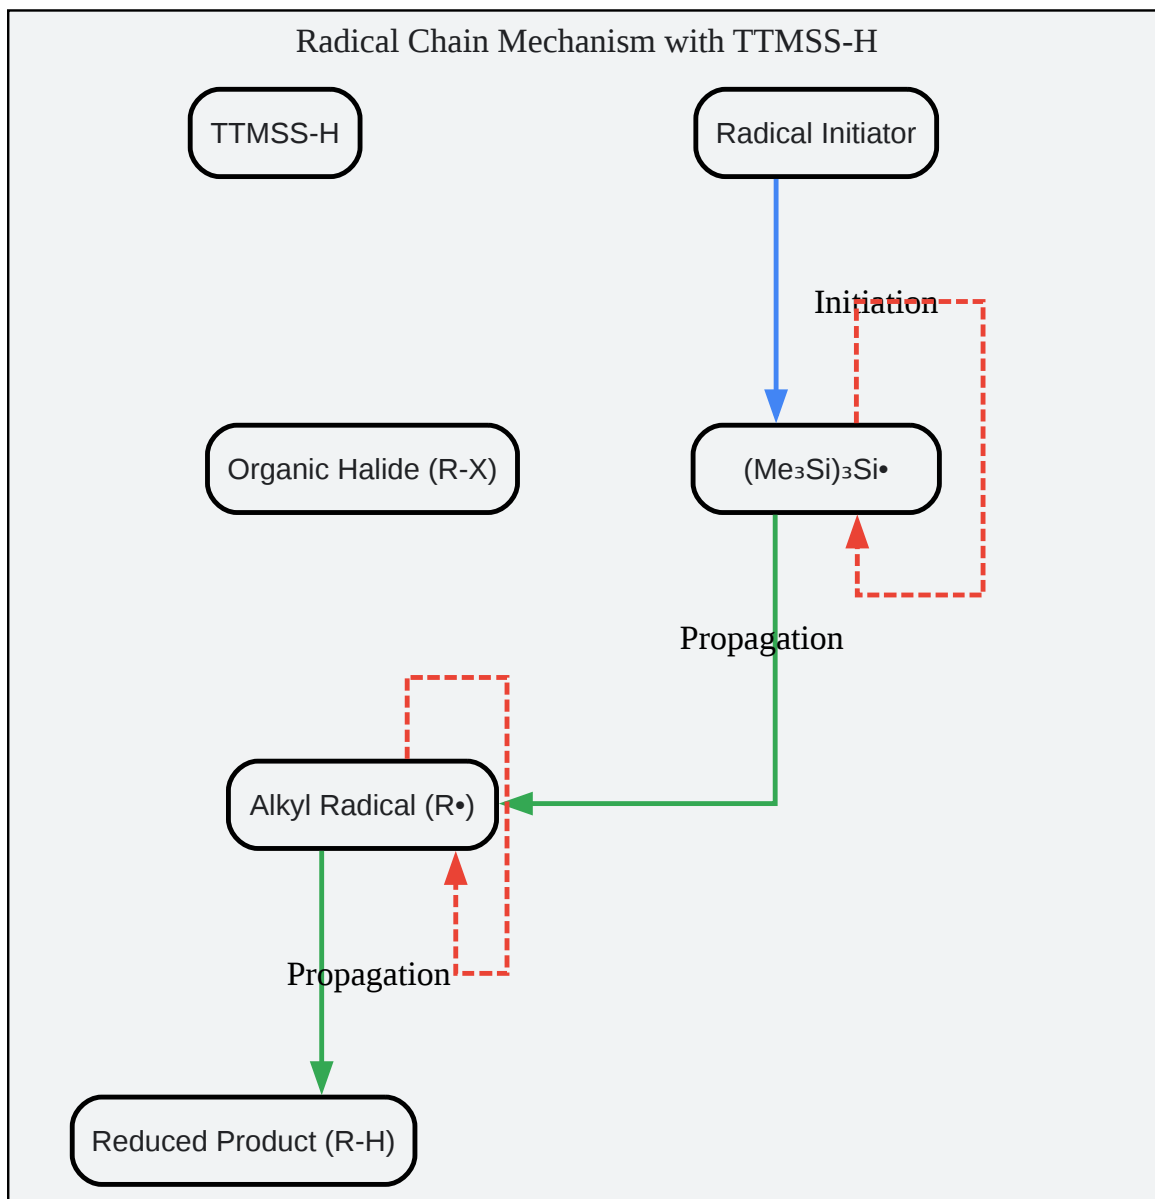 Radical Chain Mechanism with TTMSS-H
TTMSS-H
Radical Initiator
Initiation
Organic Halide (R-X)
(Me₃Si)₃Si•
Propagation
Alkyl Radical (R•)
Propagation
Reduced Product (R-H)